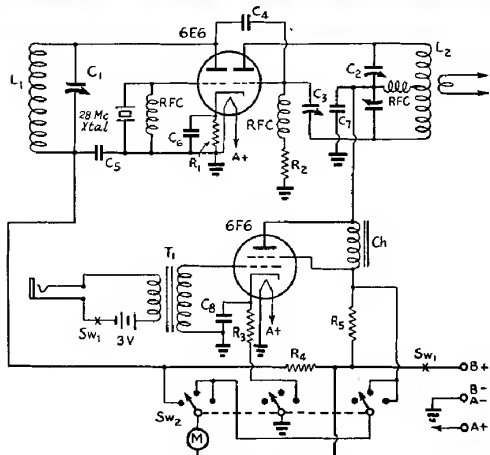 C4
6E6
L1
C1
C2
L2
28 Mc
Xtal
RFC
C3
RFC
C6
RFC
C7
C5
R1
A+
R2
6F6
Ch
T1
C8
A+
R3
R5
Sw1
3V
R4
Sw1
B+
B-
A-
Sw2
A+
M